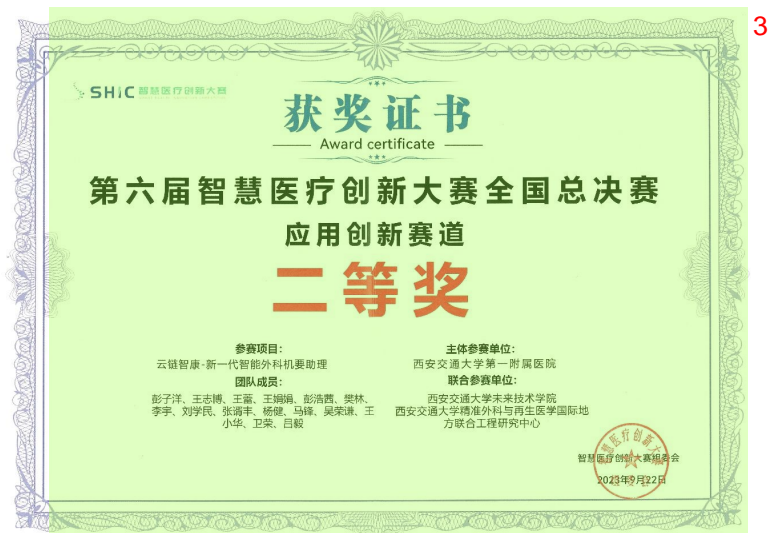 3
SHIC 智慧医疗创新大赛
获奖证书
Award certificate
第六届智慧医疗创新大赛全国总决赛
应用创新赛道
二等奖
参赛项目：
云链智康-新一代智能外科机要助理
团队成员：
彭子洋、王志博、王蓋、王娟娟、彭浩茜、樊林、
李宇、刘学民、张谞丰、杨健、马锋、吴荣谦、王
小华、卫荣、吕毅
主体参赛单位：
西安交通大学第一附属医院
联合参赛单位：
西安交通大学未来技术学院
西安交通大学精准外科与再生医学国际地
方联合工程研究中心
智慧医疗创新大赛组委会
2023年9月22日